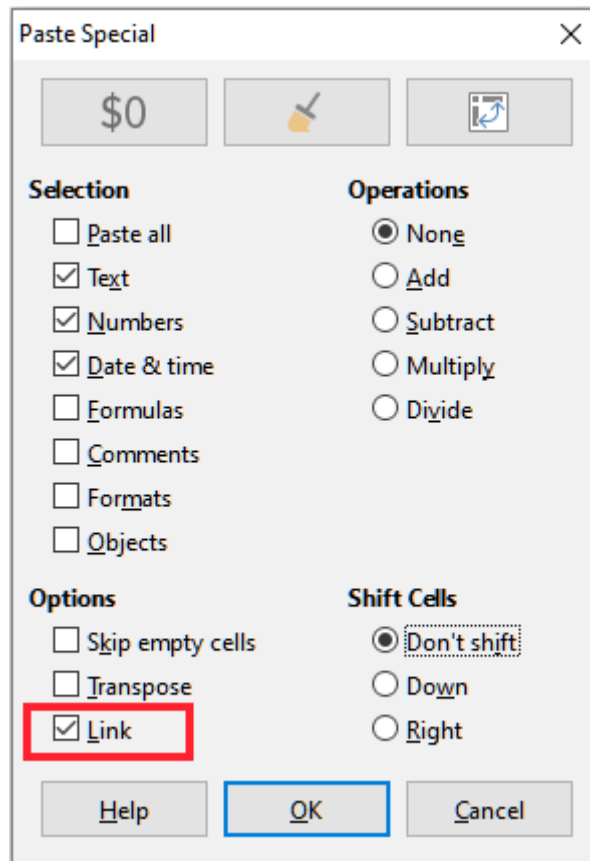 Paste Special
$0
Selection
Paste all
Text
Numbers
Date & time
Formulas
Comments
Formats
Objects
Operations
None
Add
Subtract
Multiply
Divide
Options
Skip empty cells
Transpose
Link
Shift Cells
Don't shift
Down
Right
Help
OK
Cancel